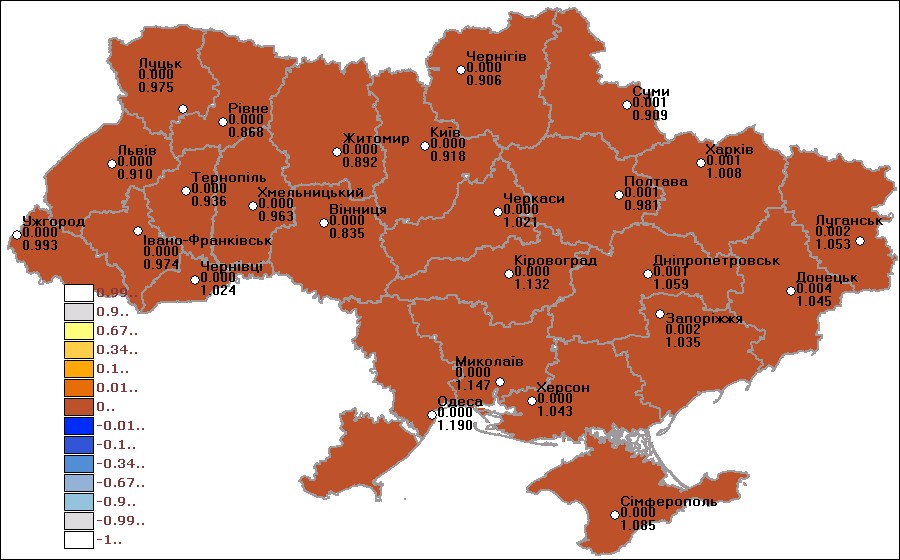 Чернігів
0.000
0.906
Луцьк
0.000
0.975
Суми
0.001
0.909
Рівне
0.000
0.868
Житомир
0.000
0.892
Київ
0.000
0.918
Харків
0.001
1.008
Львів
0.000
0.910
Тернопіль
0.000
0.936
Хмельницький
0.000
0.963
Вінниця
0.000
0.835
Черкаси
0.000
1.021
Полтава
0.001
0.981
Луганськ
0.002
1.053
Ужгород
0.000
0.993
Івано-Франківськ
0.000
0.974
Чернівці
0.000
1.024
Кіровоград
0.000
1.132
Дніпропетровськ
0.001
1.059
Донецьк
0.004
1.045
Запоріжжя
0.002
1.035
Миколаїв
0.000
1.147
Херсон
0.000
1.043
Одеса
0.000
1.190
Сімферополь
0.000
1.085
0.99..
0.9..
0.67..
0.34..
0.1..
0.01..
0..
-0.01..
-0.1..
-0.34..
-0.67..
-0.9..
-0.99..
-1..